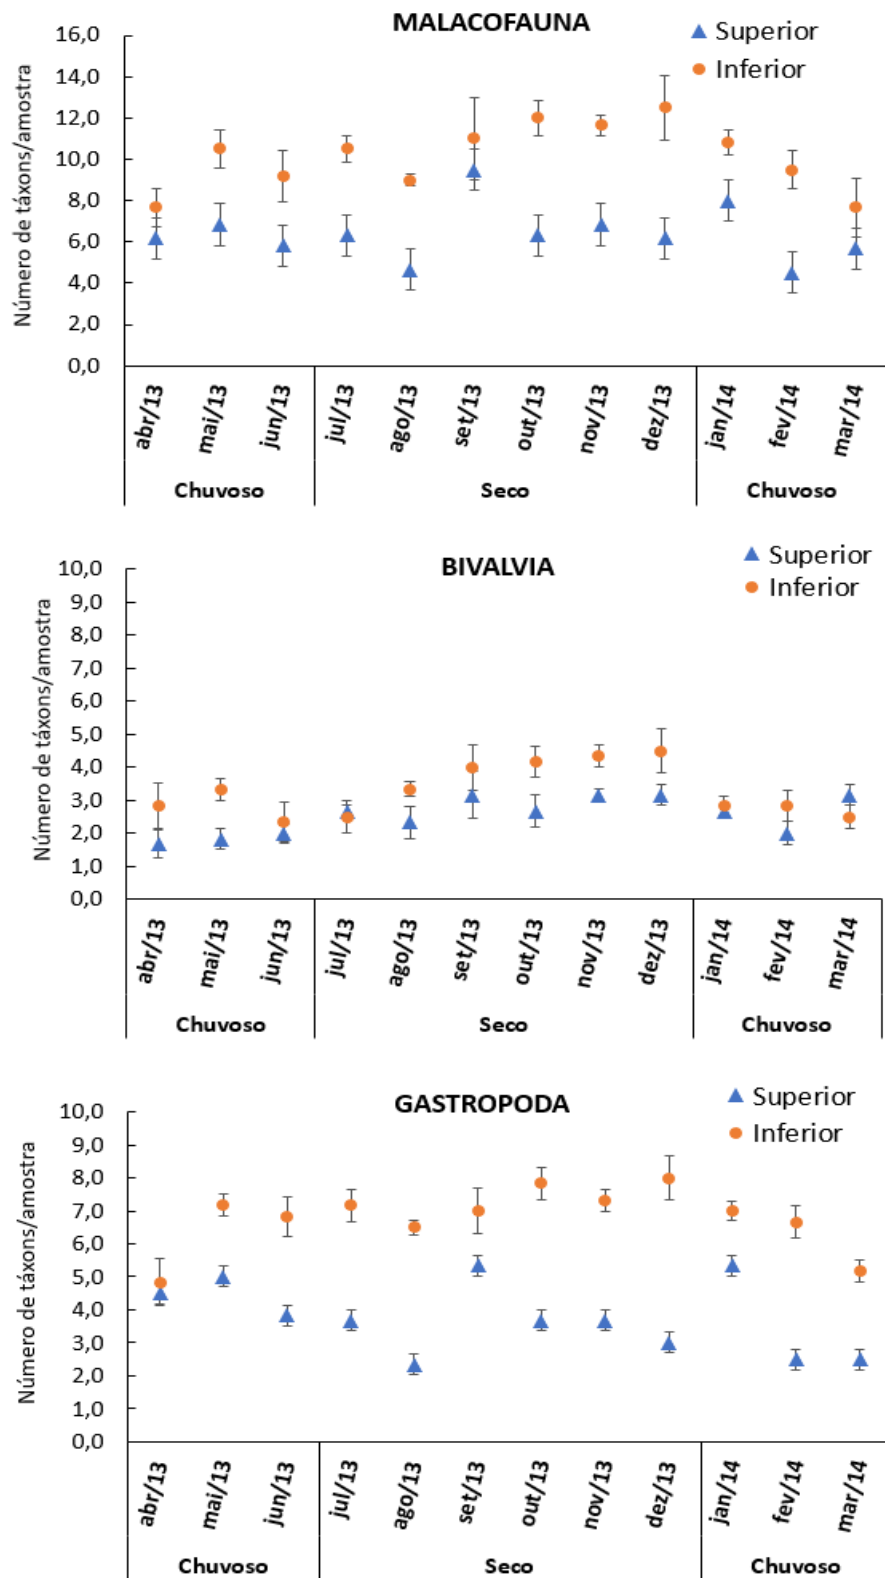 MALACOFAUNA
Superior
Inferior
Número de táxons/amostra
16,0
14,0
12,0
10,0
8,0
6,0
4,0
2,0
0,0
abr/13 mai/13 jun/13 jul/13 ago/13 set/13 out/13 nov/13 dez/13 jan/14 fev/14 mar/14
Chuvoso Seco Chuvoso
BIVALVIA
Superior
Inferior
Número de táxons/amostra
10,0
9,0
8,0
7,0
6,0
5,0
4,0
3,0
2,0
1,0
0,0
abr/13 mai/13 jun/13 jul/13 ago/13 set/13 out/13 nov/13 dez/13 jan/14 fev/14 mar/14
Chuvoso Seco Chuvoso
GASTROPODA
Superior
Inferior
Número de táxons/amostra
10,0
9,0
8,0
7,0
6,0
5,0
4,0
3,0
2,0
1,0
0,0
abr/13 mai/13 jun/13 jul/13 ago/13 set/13 out/13 nov/13 dez/13 jan/14 fev/14 mar/14
Chuvoso Seco Chuvoso